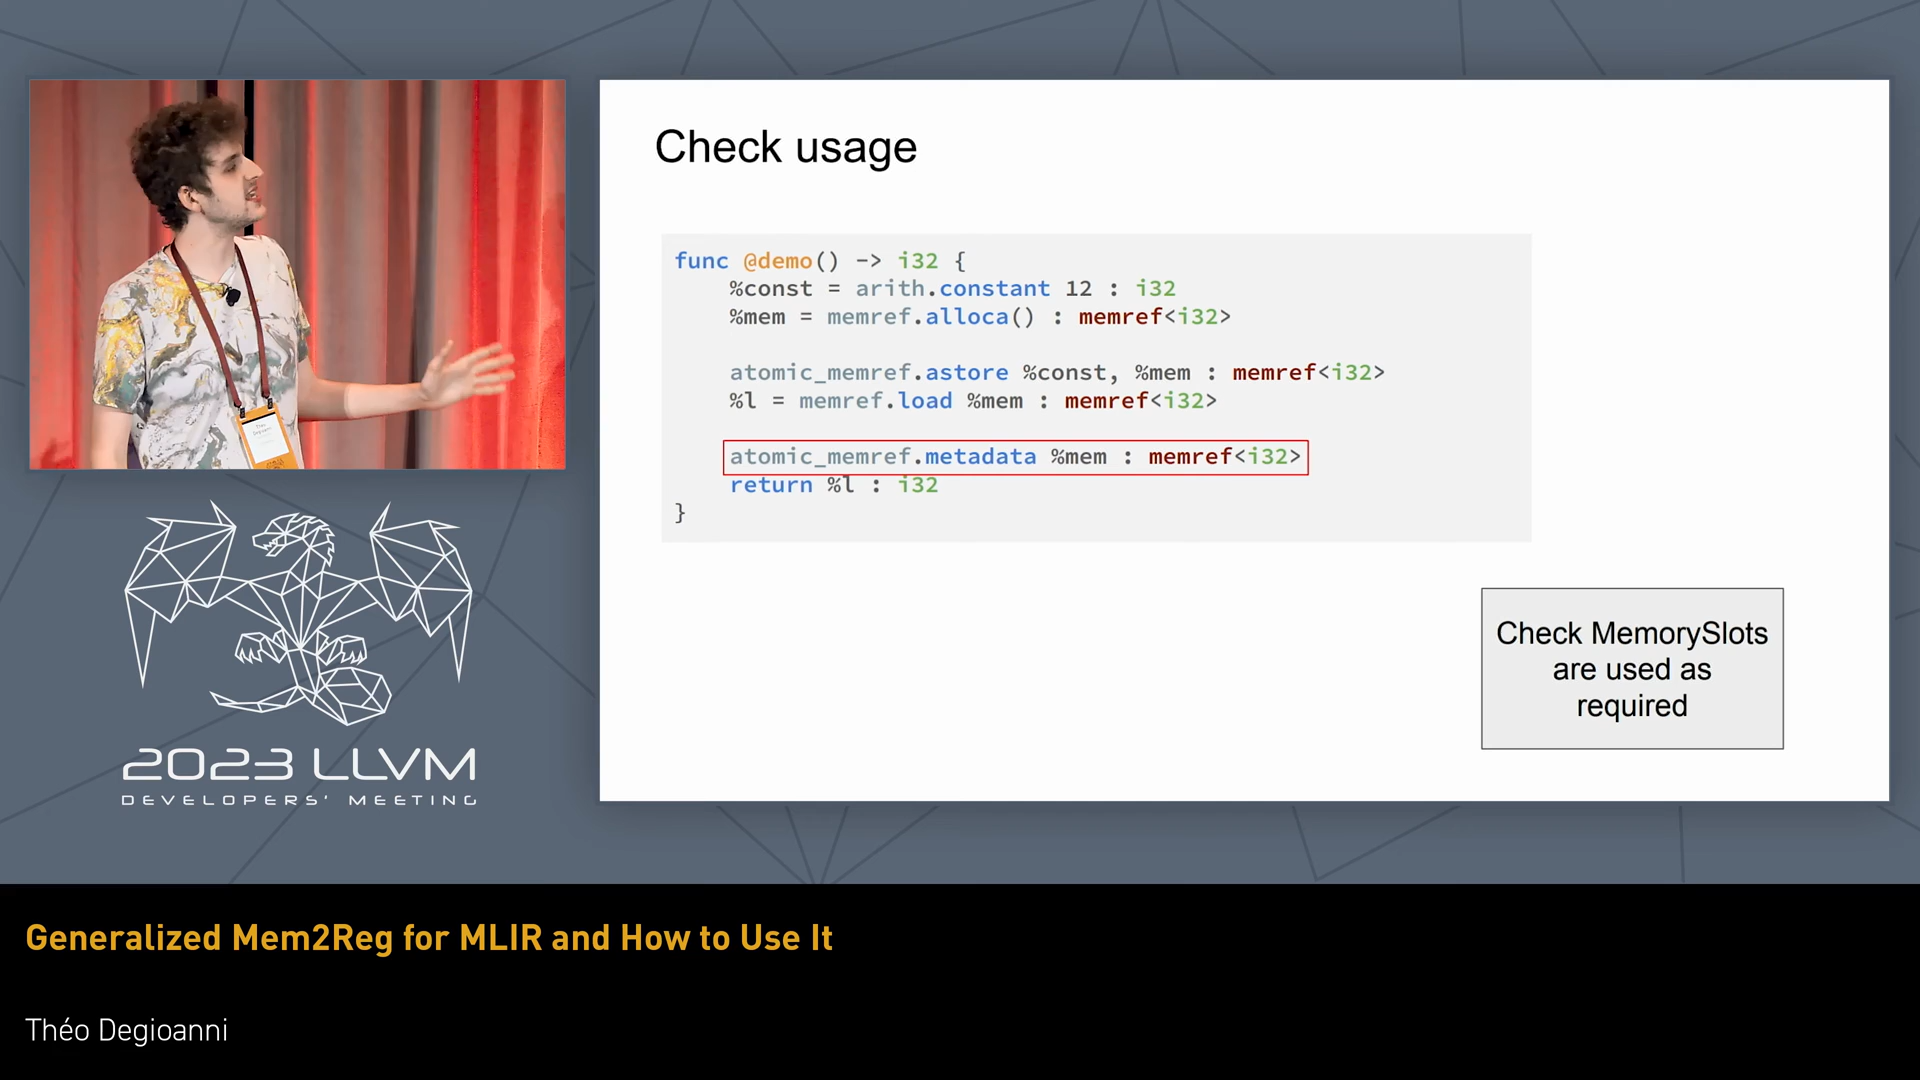 Check usage
func @demo() -> i32 {
%const = arith.constant 12 : i32
%mem = memref.alloca() : memref<i32>
atomic_memref.astore %const, %mem : memref<i32>
%l = memref.load %mem : memref<i32>
atomic_memref.metadata %mem : memref<i32>
return %l : i32
}
Check MemorySlots
are used as
required
2023 LLVM
DEVELOPERS' MEETING
Generalized Mem2Reg for MLIR and How to Use It
Théo Degioanni